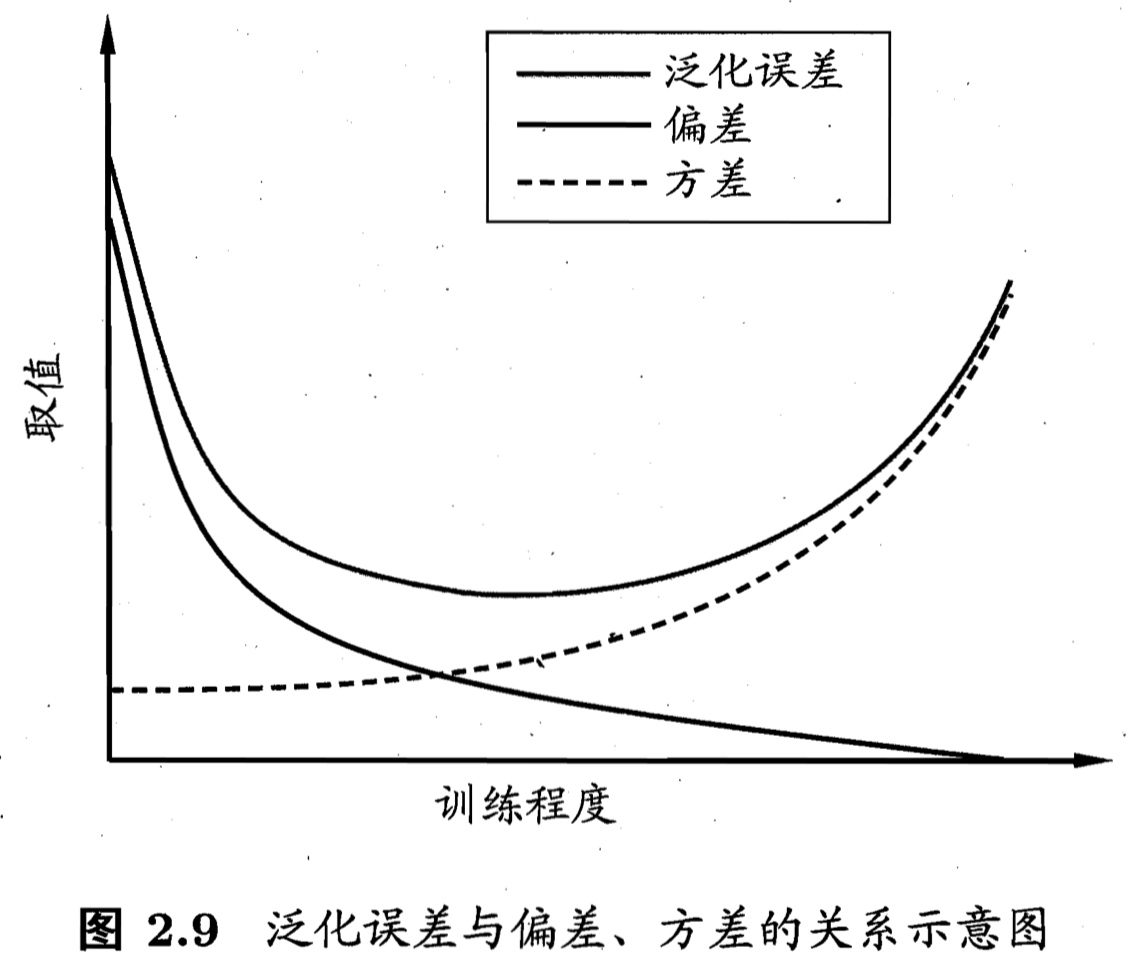 泛化误差
偏差
方差
取值
训练程度
图 2.9 泛化误差与偏差、方差的关系示意图